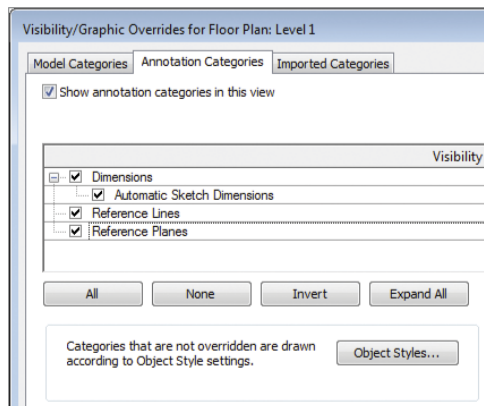 Visibility/Graphic Overrides for Floor Plan: Level 1
Model Categories Annotation Categories Imported Categories
Show annotation categories in this view
Visibility
Dimensions
Automatic Sketch Dimensions
Reference Lines
Reference Planes
All None Invert Expand All
Categories that are not overridden are drawn
according to Object Style settings.
Object Styles...